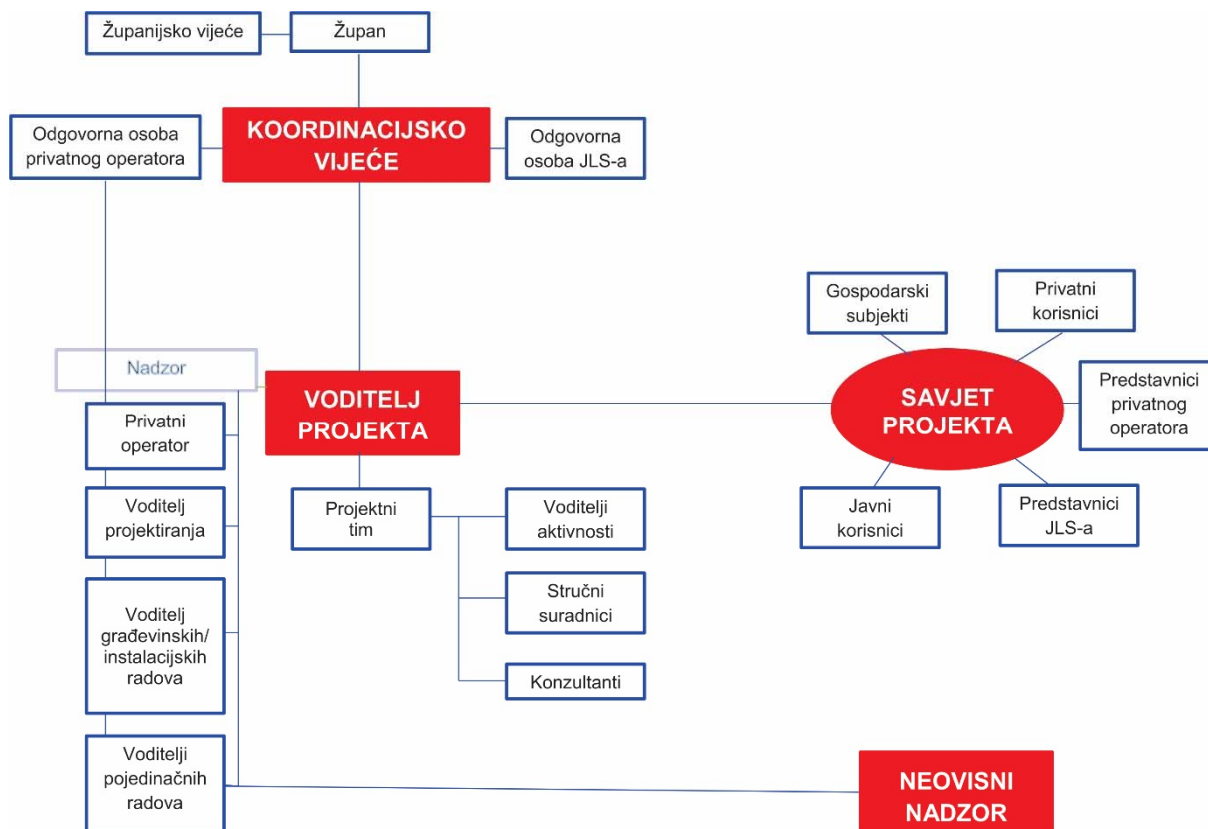 Županijsko vijeće
Župan
Odgovorna osoba
privatnog operatora
KOORDINACIJSKO
VIJEĆE
Odgovorna
osoba JLS-a
Gospodarski
subjekti
Privatni
korisnici
Nadzor
VODITELJ
PROJEKTA
SAVJET
PROJEKTA
Predstavnici
privatnog
operatora
Privatni
operator
Voditelj
projektiranja
Projektni
tim
Voditelji
aktivnosti
Javni
korisnici
Predstavnici
JLS-a
Voditelj
građevinskih/
instalacijskih
radova
Stručni
suradnici
Konzultanti
Voditelji
pojedinačnih
radova
NEOVISNI
NADZOR